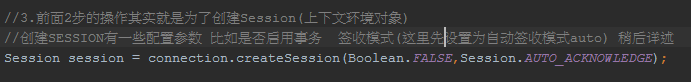 //3.前面2步的操作其实就是为了创建Session(上下文环境对象)
//创建SESSION有一些配置参数 比如是否启用事务  签收模式(这里先设置为自动签收模式auto) 稍后详述
Session session = connection.createSession(Boolean.FALSE,Session.AUTO_ACKNOWLEDGE);